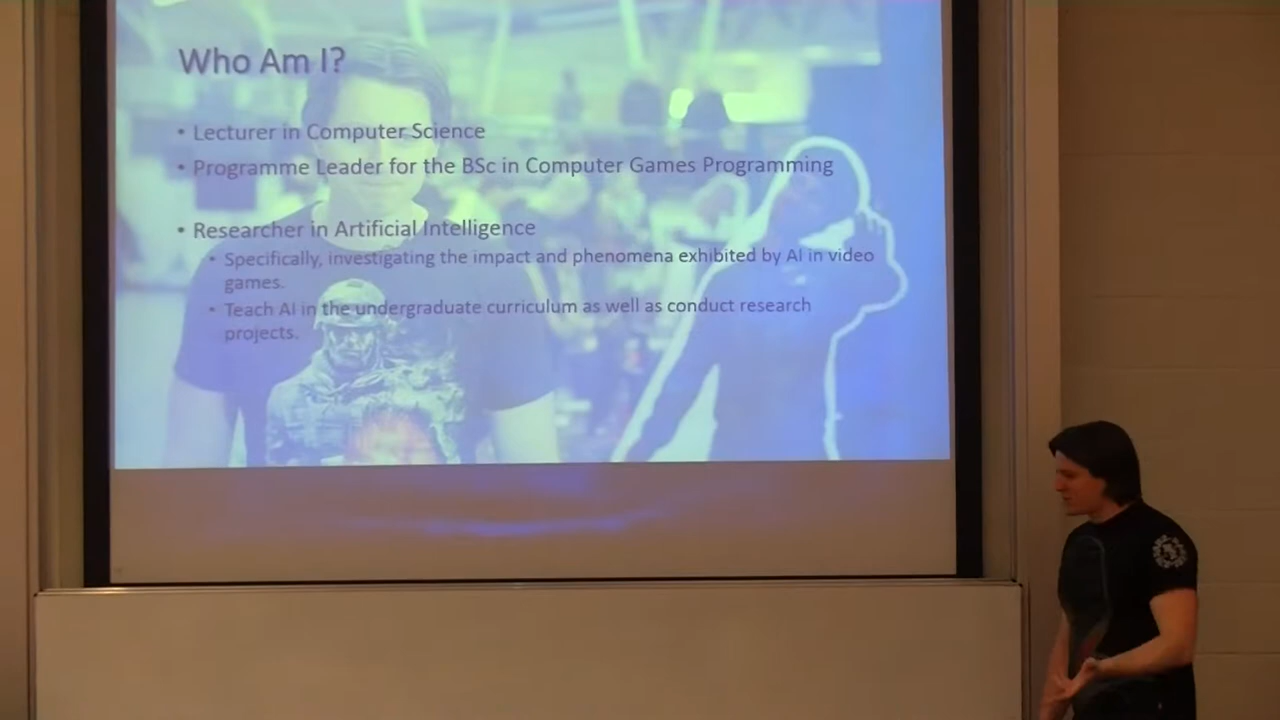 Who Am I?
• Lecturer in Computer Science
• Programme Leader for the BSc in Computer Games Programming
• Researcher in Artificial Intelligence
• Specifically, investigating the impact and phenomena exhibited by AI in video
games.
• Teach AI in the undergraduate curriculum as well as conduct research
projects.